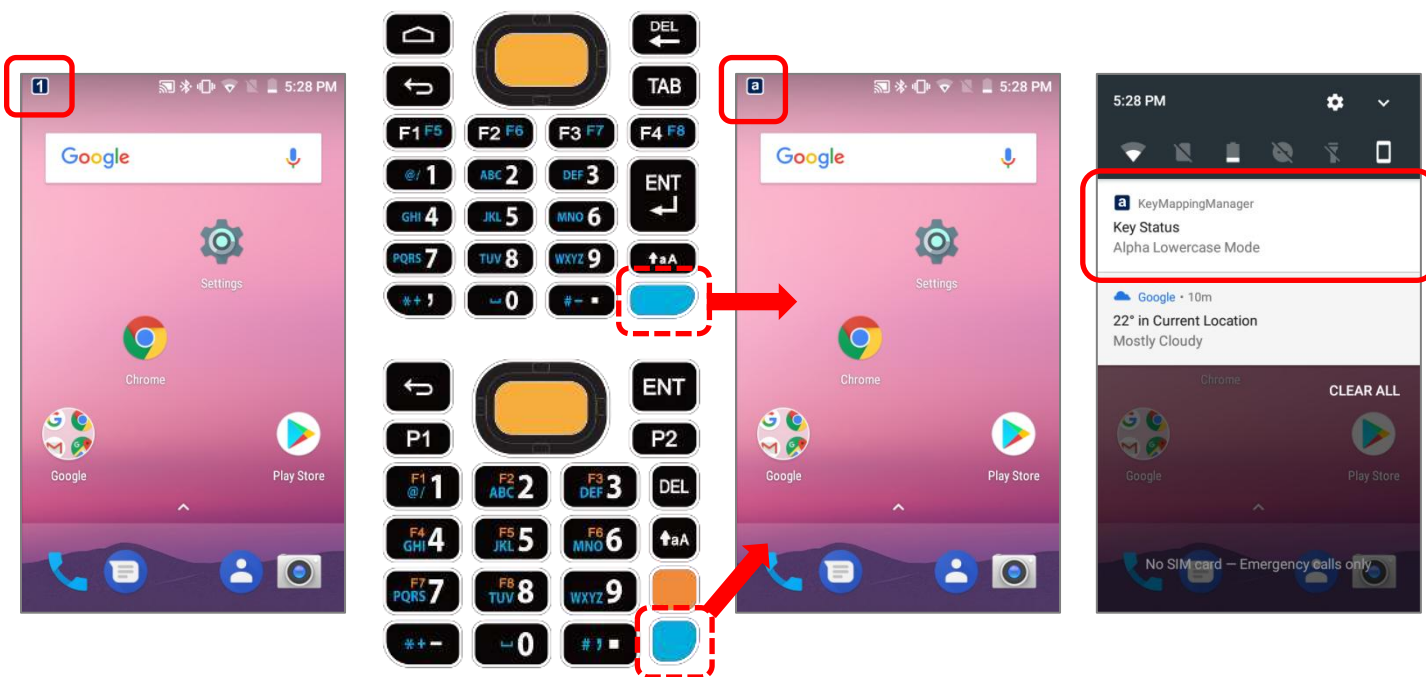 1
5:28 PM
Google
Settings
Chrome
Google
Play Store
DEL
TAB
F1 F5
F2 F6
F3 F7
F4 F8
@/ 1
ABC 2
DEF 3
ENT
GHI 4
JKL 5
MNO 6
PQRS 7
TUV 8
WXYZ 9
aA
*+ ,
0
#- .
ENT
P1
P2
F1
@/ 1
F2
ABC 2
F3
DEF 3
DEL
F4
GHI 4
F5
JKL 5
F6
MNO 6
aA
F7
PQRS 7
F8
TUV 8
WXYZ 9
*+ -
0
# , .
a
5:28 PM
Google
Settings
Chrome
Google
Play Store
5:28 PM
a KeyMappingManager
Key Status
Alpha Lowercase Mode
Google • 10m
22° in Current Location
Mostly Cloudy
Chrome
CLEAR ALL
Google
Play Store
No SIM card — Emergency calls only